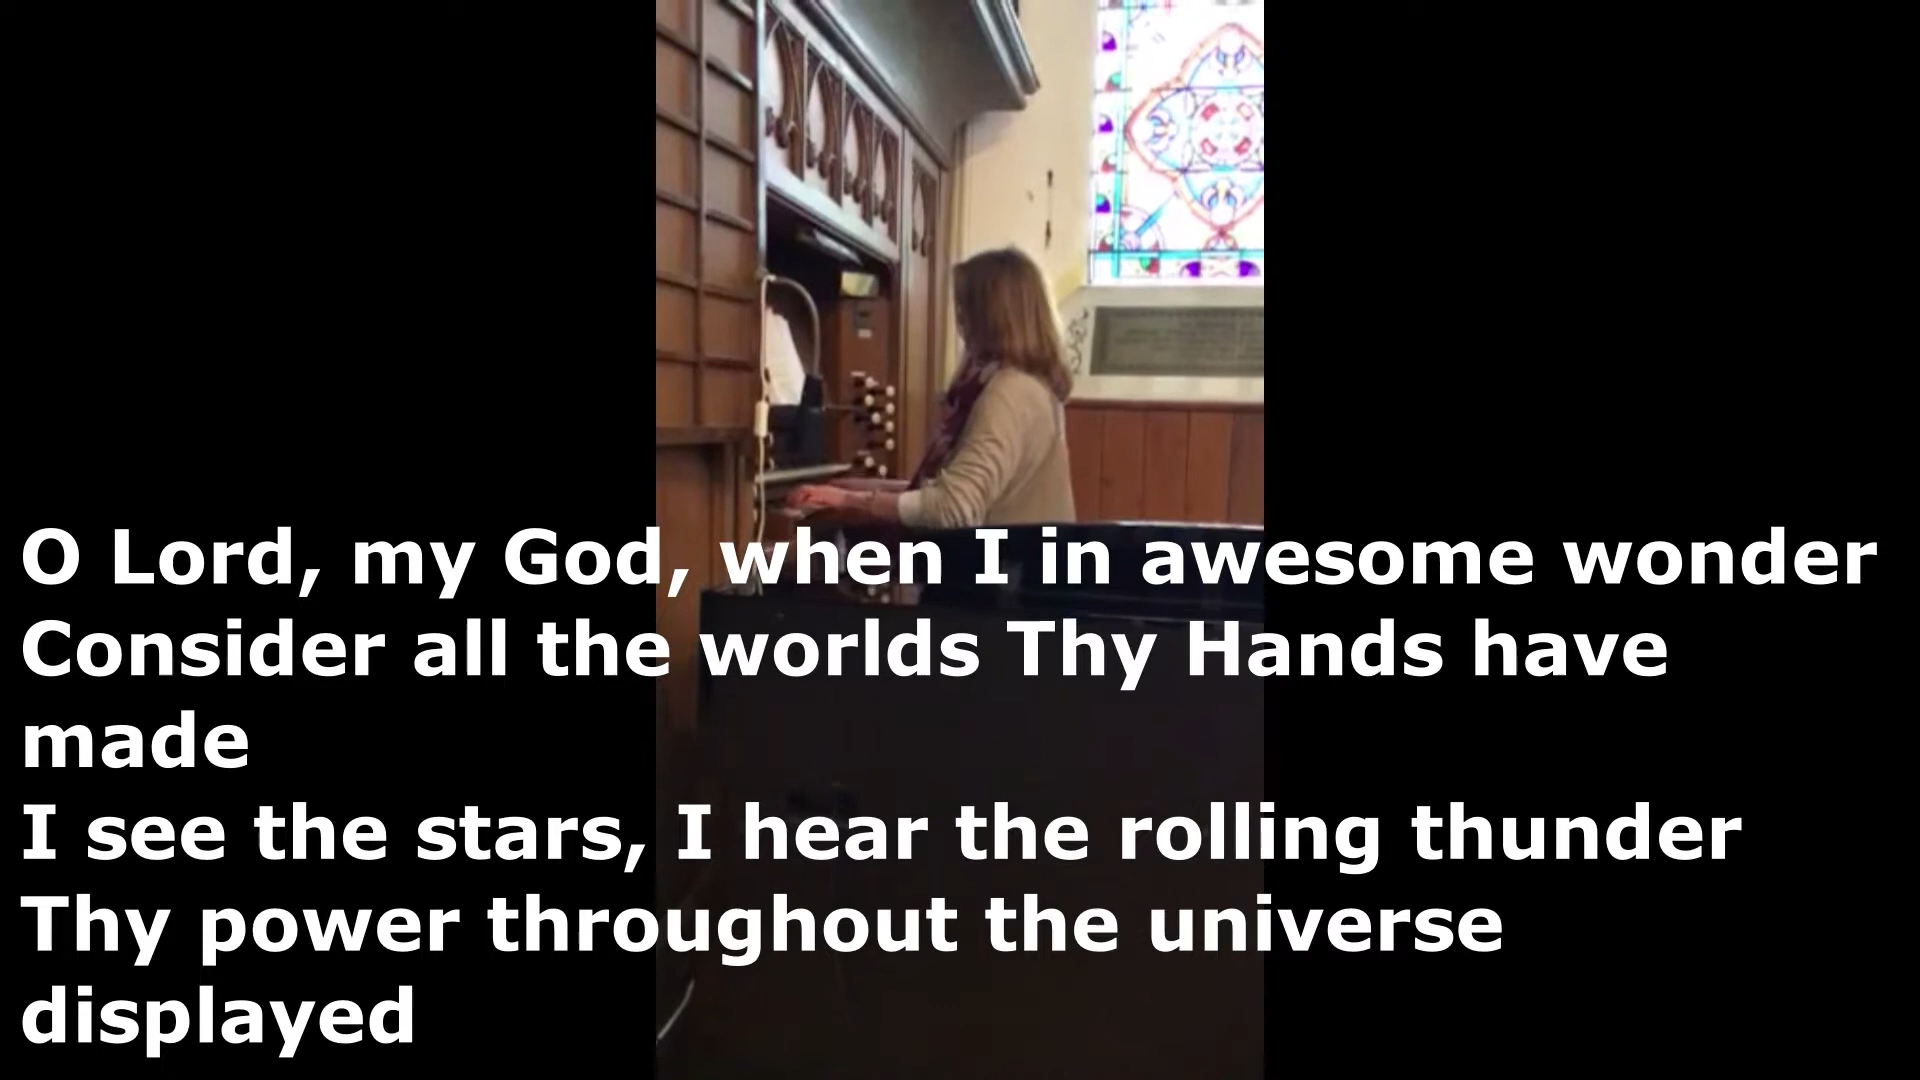 O Lord, my God, when I in awesome wonder
Consider all the worlds Thy Hands have
made
I see the stars, I hear the rolling thunder
Thy power throughout the universe
displayed